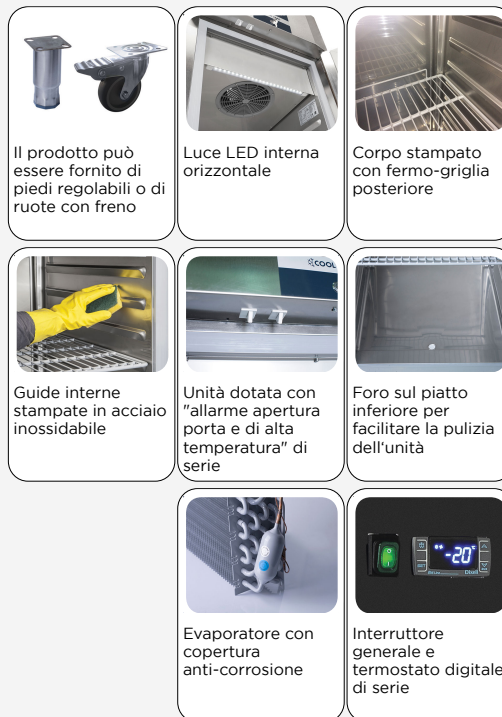 Il prodotto può
essere fornito di
piedi regolabili o di
ruote con freno
Luce LED interna
orizzontale
Corpo stampato
con fermo-griglia
posteriore
COOL
Guide interne
stampate in acciaio
inossidabile
Unità dotata con
"allarme apertura
porta e di alta
temperatura" di
serie
Foro sul piatto
inferiore per
facilitare la pulizia
dell'unità
-20°
SET
Dixell
Evaporatore con
copertura
anti-corrosione
Interruttore
generale e
termostato digitale
di serie